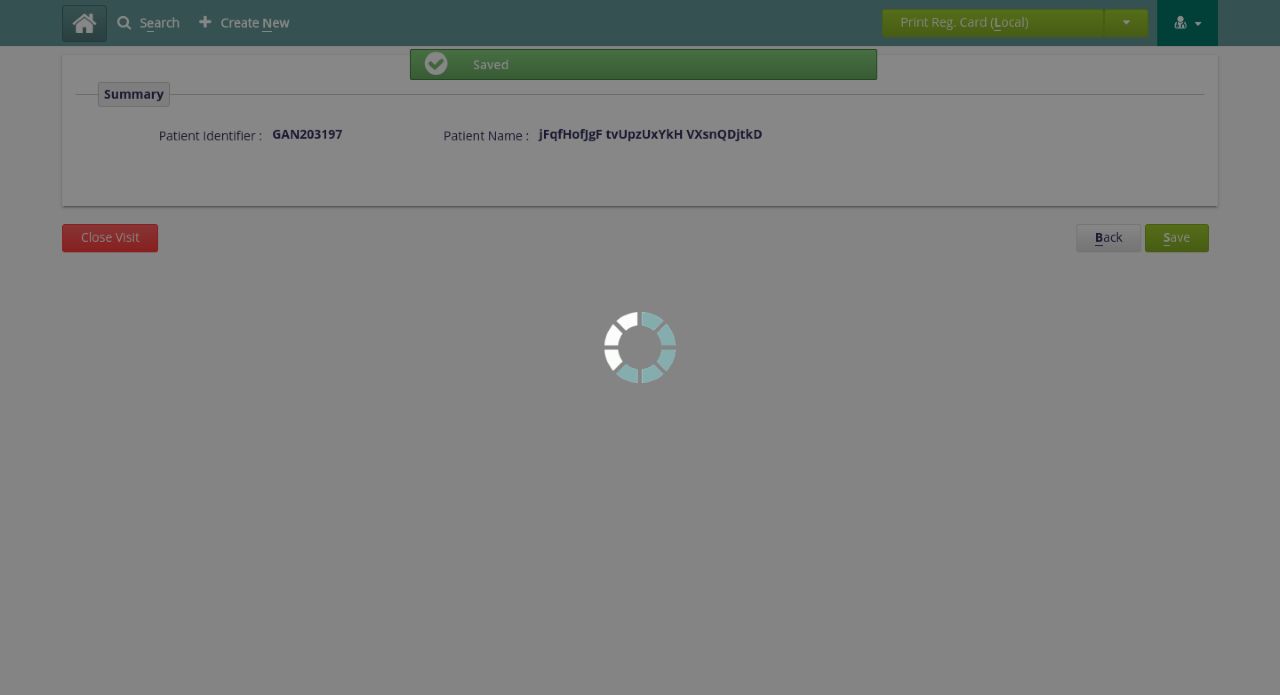 Search
Create New
Print Reg. Card (Local)
Saved
Summary
Patient Identifier : GAN203197
Patient Name : jFqfHofJgF tvUpzUxYkH VXsnQDjtkD
Close Visit
Back
Save